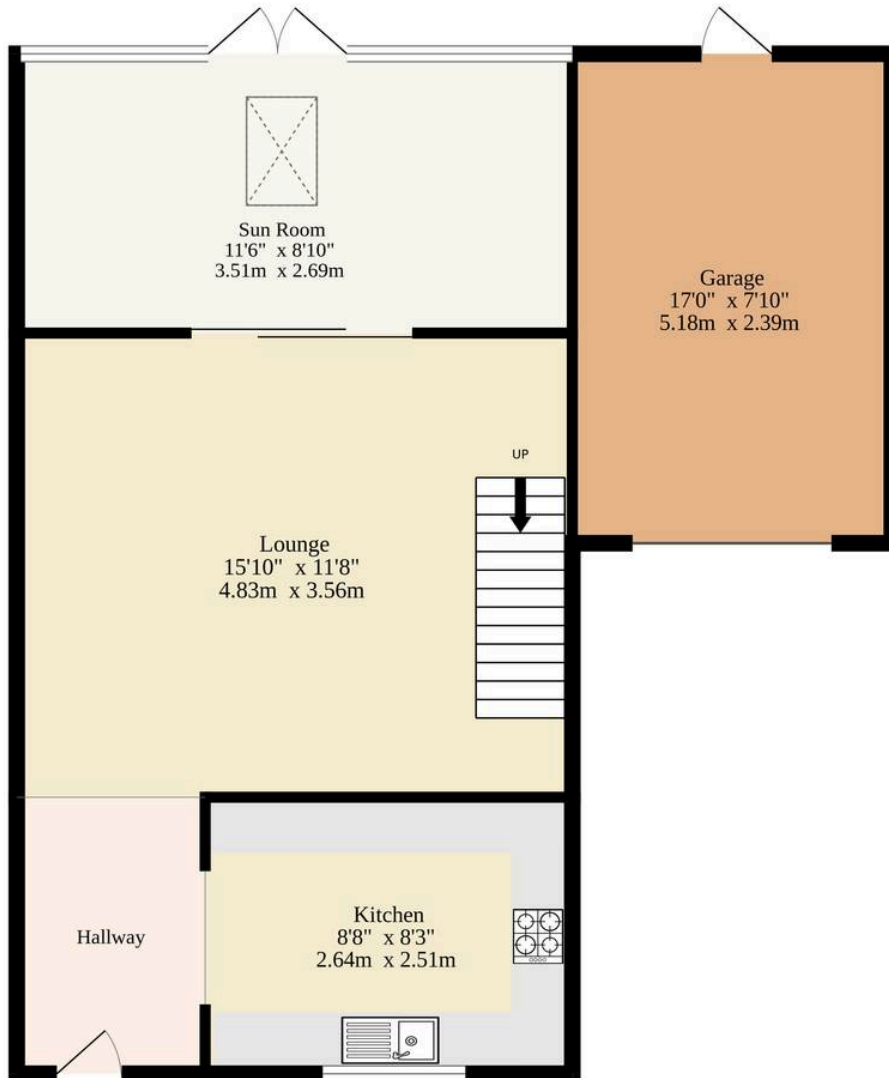 Sun Room
11'6" x 8'10"
3.51m x 2.69m
Garage
17'0" x 7'10"
5.18m x 2.39m
UP
Lounge
15'10" x 11'8"
4.83m x 3.56m
Hallway
Kitchen
8'8" x 8'3"
2.64m x 2.51m